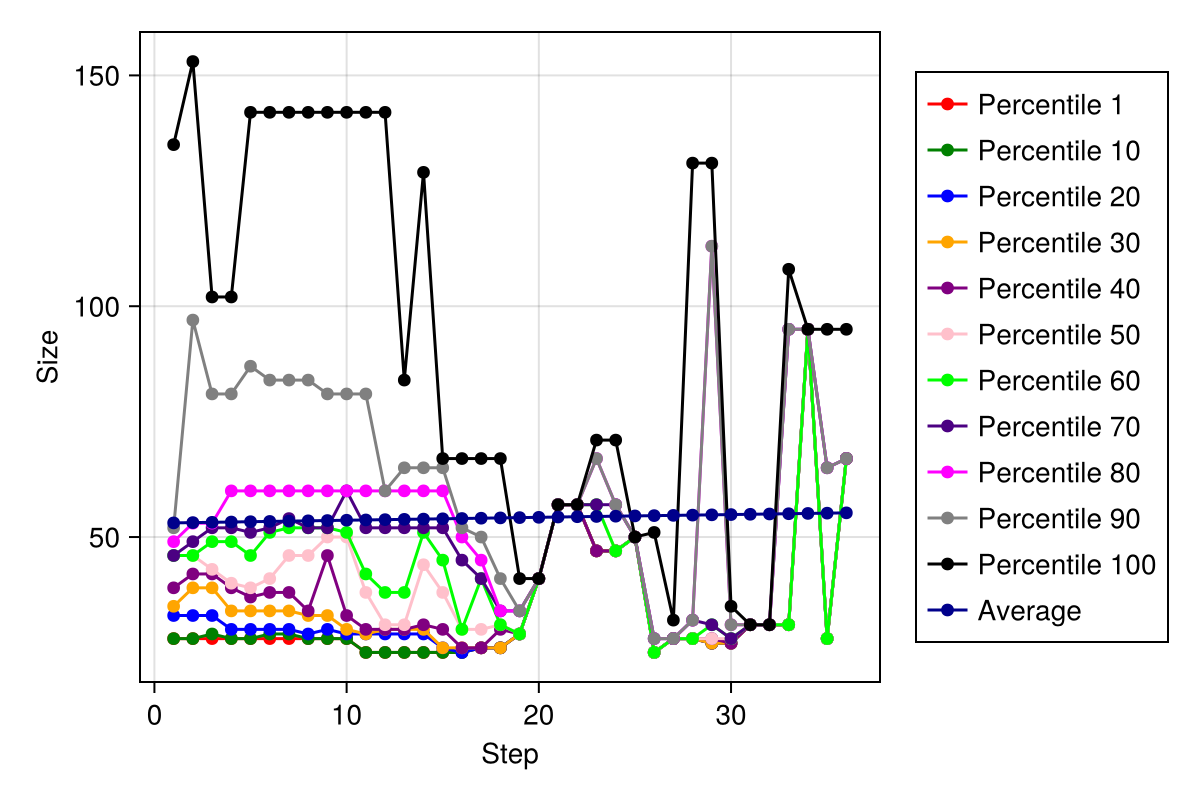 150
100
50
Size
0
10
20
30
Step
Percentile 1
Percentile 10
Percentile 20
Percentile 30
Percentile 40
Percentile 50
Percentile 60
Percentile 70
Percentile 80
Percentile 90
Percentile 100
Average